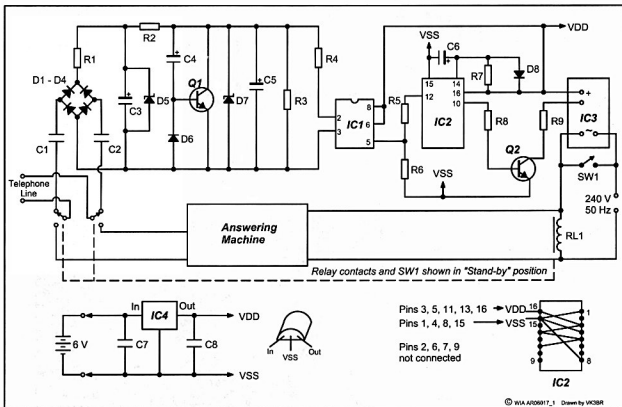 VDD
R2
VSS
C6
R1
C4
R4
R7
D8
D1 - D4
Q1
15 14
16
12
10
+
C3
D5
D7
C5
R3
R5
IC2
R8
R9
IC3
~
8
2
6
3
5
IC1
D6
C1
C2
R6
Q2
SW1
VSS
Telephone
Line
Answering
Machine
240 V
50 Hz
RL1
Relay contacts and SW1 shown in "Stand-by" position
In
IC4
Out
VDD
6 V
C7
C8
VSS
In
VSS
Out
Pins 3, 5, 11, 13, 16 VDD 16 1
Pins 1, 4, 8, 15 VSS 15
Pins 2, 6, 7, 9
not connected
9 8
IC2
© WIA AR06017_1 Drawn by VK3BR